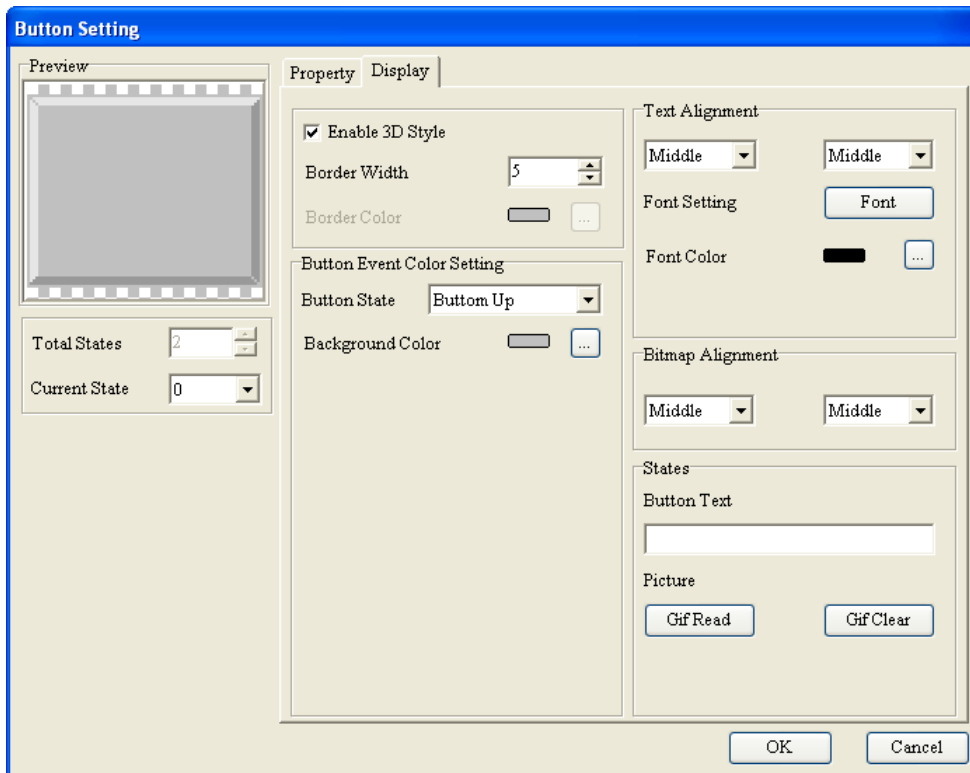 Button Setting
Preview
Total States 2
Current State 0
Property Display
Enable 3D Style
Border Width 5
Border Color ...
Button Event Color Setting
Button State Buttom Up
Background Color ...
Text Alignment
Middle Middle
Font Setting Font
Font Color ...
Bitmap Alignment
Middle Middle
States
Button Text
Picture
Gif Read Gif Clear
OK Cancel